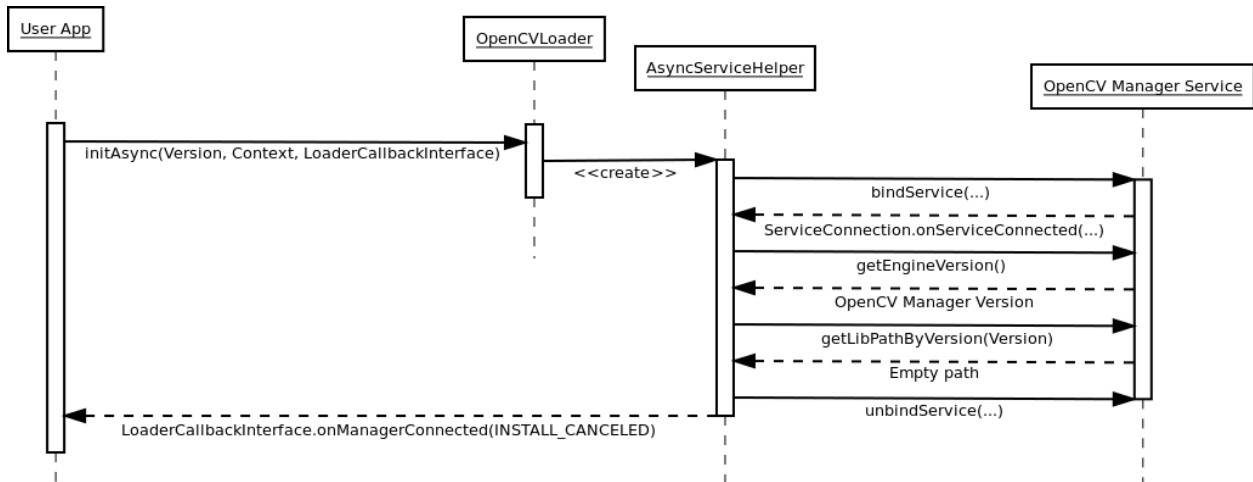 User App
OpenCVLoader
AsyncServiceHelper
OpenCV Manager Service
initAsync(Version, Context, LoaderCallbackInterface)
<<create>>
bindService(...)
ServiceConnection.onServiceConnected(...)
getEngineVersion()
OpenCV Manager Version
getLibPathByVersion(Version)
Empty path
unbindService(...)
LoaderCallbackInterface.onManagerConnected(INSTALL_CANCELED)